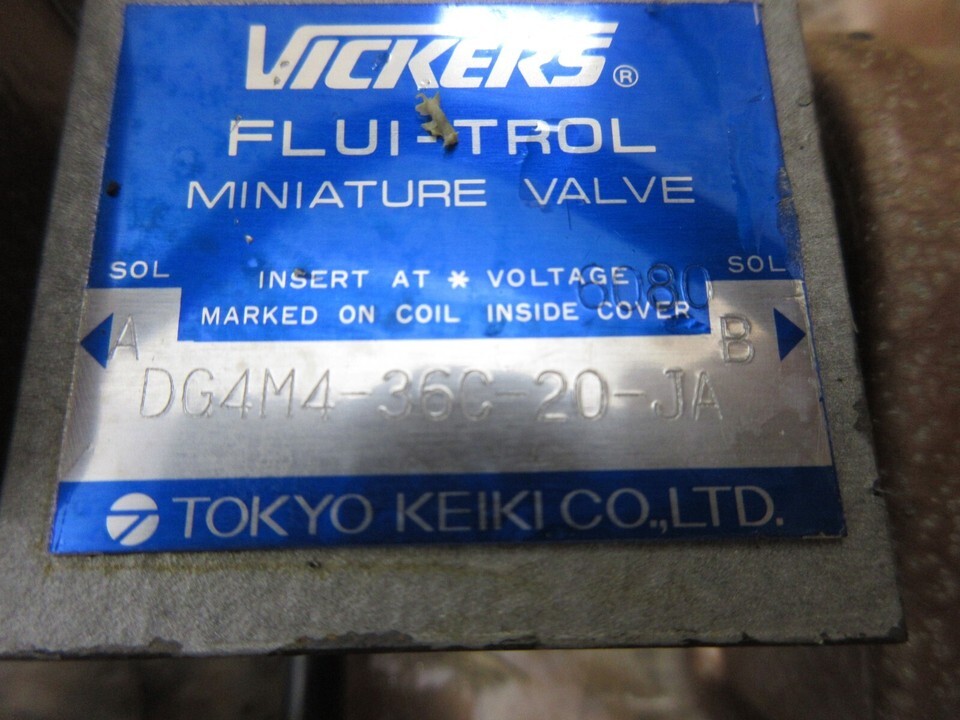 VICKERS®
FLUI-TROL
MINIATURE VALVE
SOL
SOL
INSERT AT * VOLTAGE
6080
MARKED ON COIL INSIDE COVER
A
B
DG4M4-36C-20-JA
TOKYO KEIKI CO.,LTD.